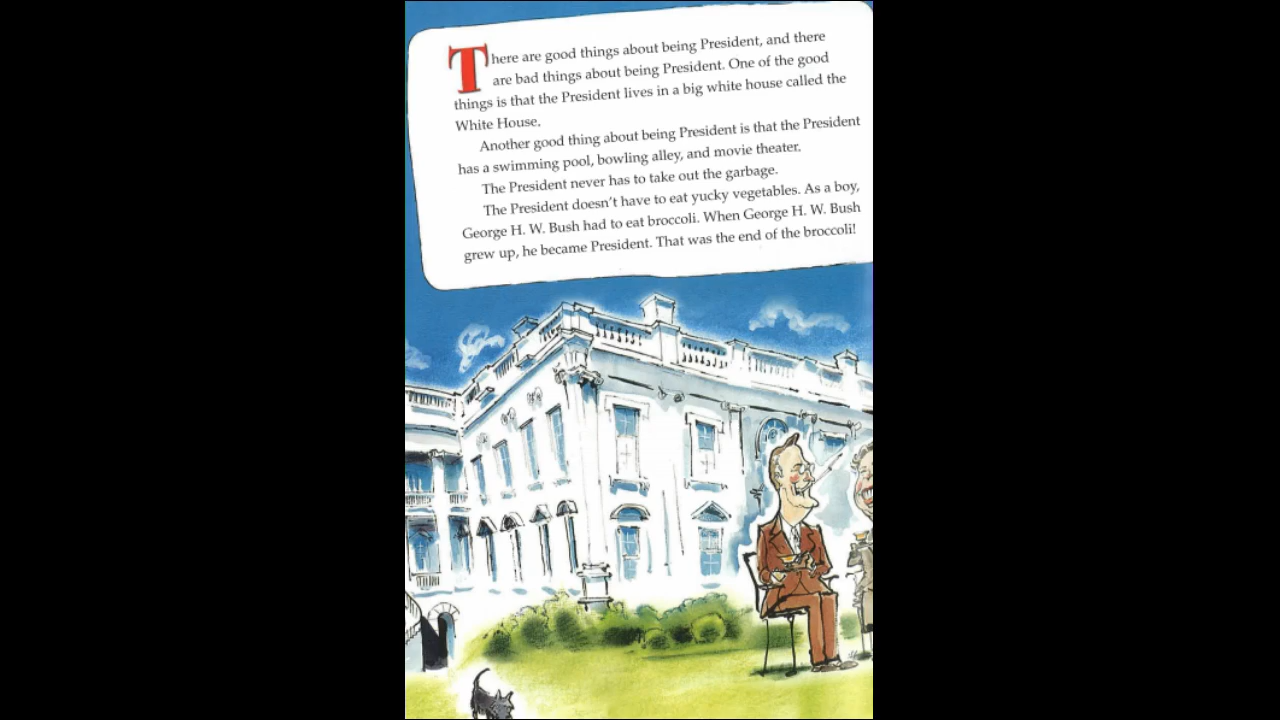 There are good things about being President, and there
are bad things about being President. One of the good
things is that the President lives in a big white house called the
White House.
Another good thing about being President is that the President
has a swimming pool, bowling alley, and movie theater.
The President never has to take out the garbage.
The President doesn't have to eat yucky vegetables. As a boy,
George H. W. Bush had to eat broccoli. When George H. W. Bush
grew up, he became President. That was the end of the broccoli!